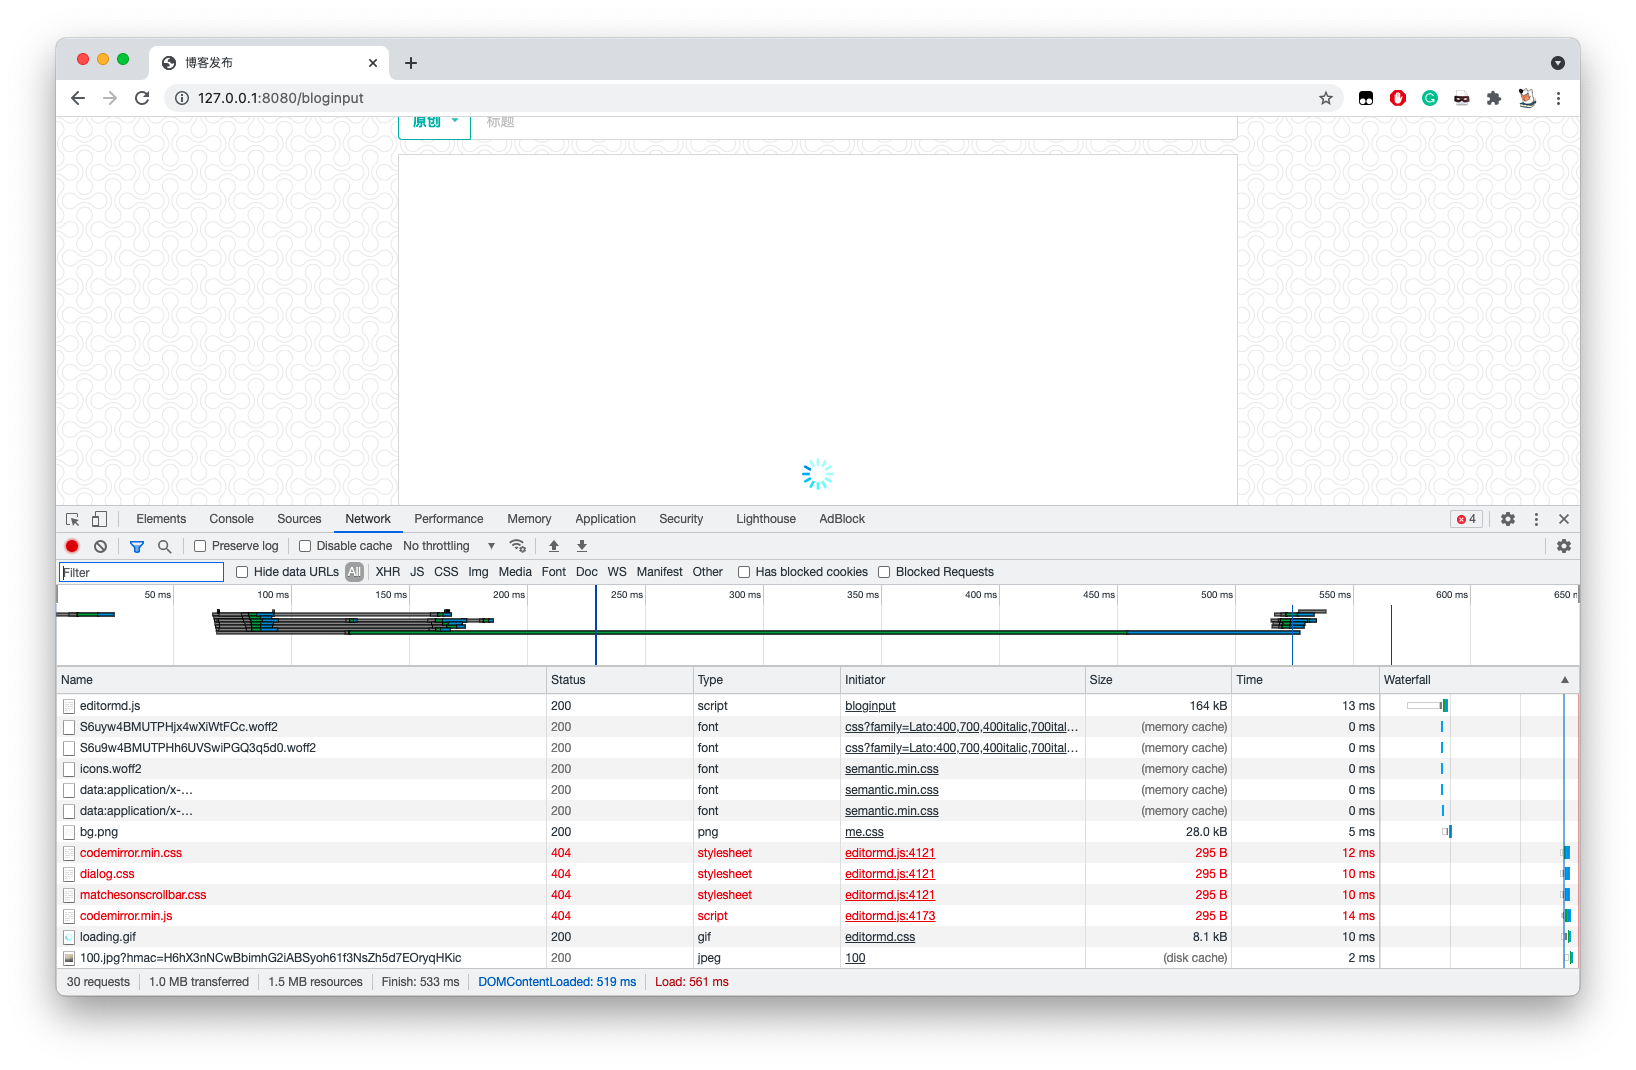 博客发布
127.0.0.1:8080/bloginput
原创 标题
Elements Console Sources Network Performance Memory Application Security Lighthouse AdBlock 4
Preserve log Disable cache No throttling
Filter Hide data URLs All XHR JS CSS Img Media Font Doc WS Manifest Other Has blocked cookies Blocked Requests
50 ms 100 ms 150 ms 200 ms 250 ms 300 ms 350 ms 400 ms 450 ms 500 ms 550 ms 600 ms 650 m
Name Status Type Initiator Size Time Waterfall
editormd.js 200 script bloginput 164 kB 13 ms
S6uyw4BMUTPHjx4wXiWtFCc.woff2 200 font css?family=Lato:400,700,400italic,700ital… (memory cache) 0 ms
S6u9w4BMUTPHh6UVSwiPGQ3q5d0.woff2 200 font css?family=Lato:400,700,400italic,700ital… (memory cache) 0 ms
icons.woff2 200 font semantic.min.css (memory cache) 0 ms
data:application/x-… 200 font semantic.min.css (memory cache) 0 ms
data:application/x-… 200 font semantic.min.css (memory cache) 0 ms
bg.png 200 png me.css 28.0 kB 5 ms
codemirror.min.css 404 stylesheet editormd.js:4121 295 B 12 ms
dialog.css 404 stylesheet editormd.js:4121 295 B 10 ms
matchesonscrollbar.css 404 stylesheet editormd.js:4121 295 B 10 ms
codemirror.min.js 404 script editormd.js:4173 295 B 14 ms
loading.gif 200 gif editormd.css 8.1 kB 10 ms
100.jpg?hmac=H6hX3nNCwBbimhG2iABSyoh61f3NsZh5d7EOryqHKic 200 jpeg 100 (disk cache) 2 ms
30 requests 1.0 MB transferred 1.5 MB resources Finish: 533 ms DOMContentLoaded: 519 ms Load: 561 ms